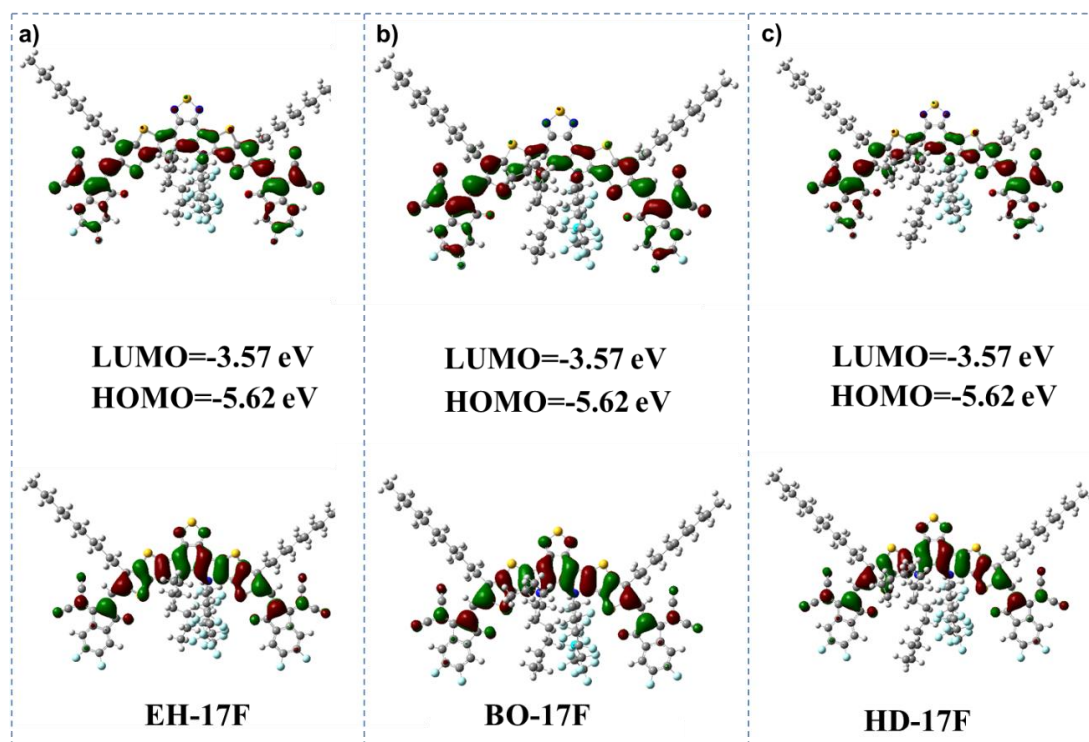 a)
LUMO=-3.57 eV
HOMO=-5.62 eV
EH-17F
b)
LUMO=-3.57 eV
HOMO=-5.62 eV
BO-17F
c)
LUMO=-3.57 eV
HOMO=-5.62 eV
HD-17F